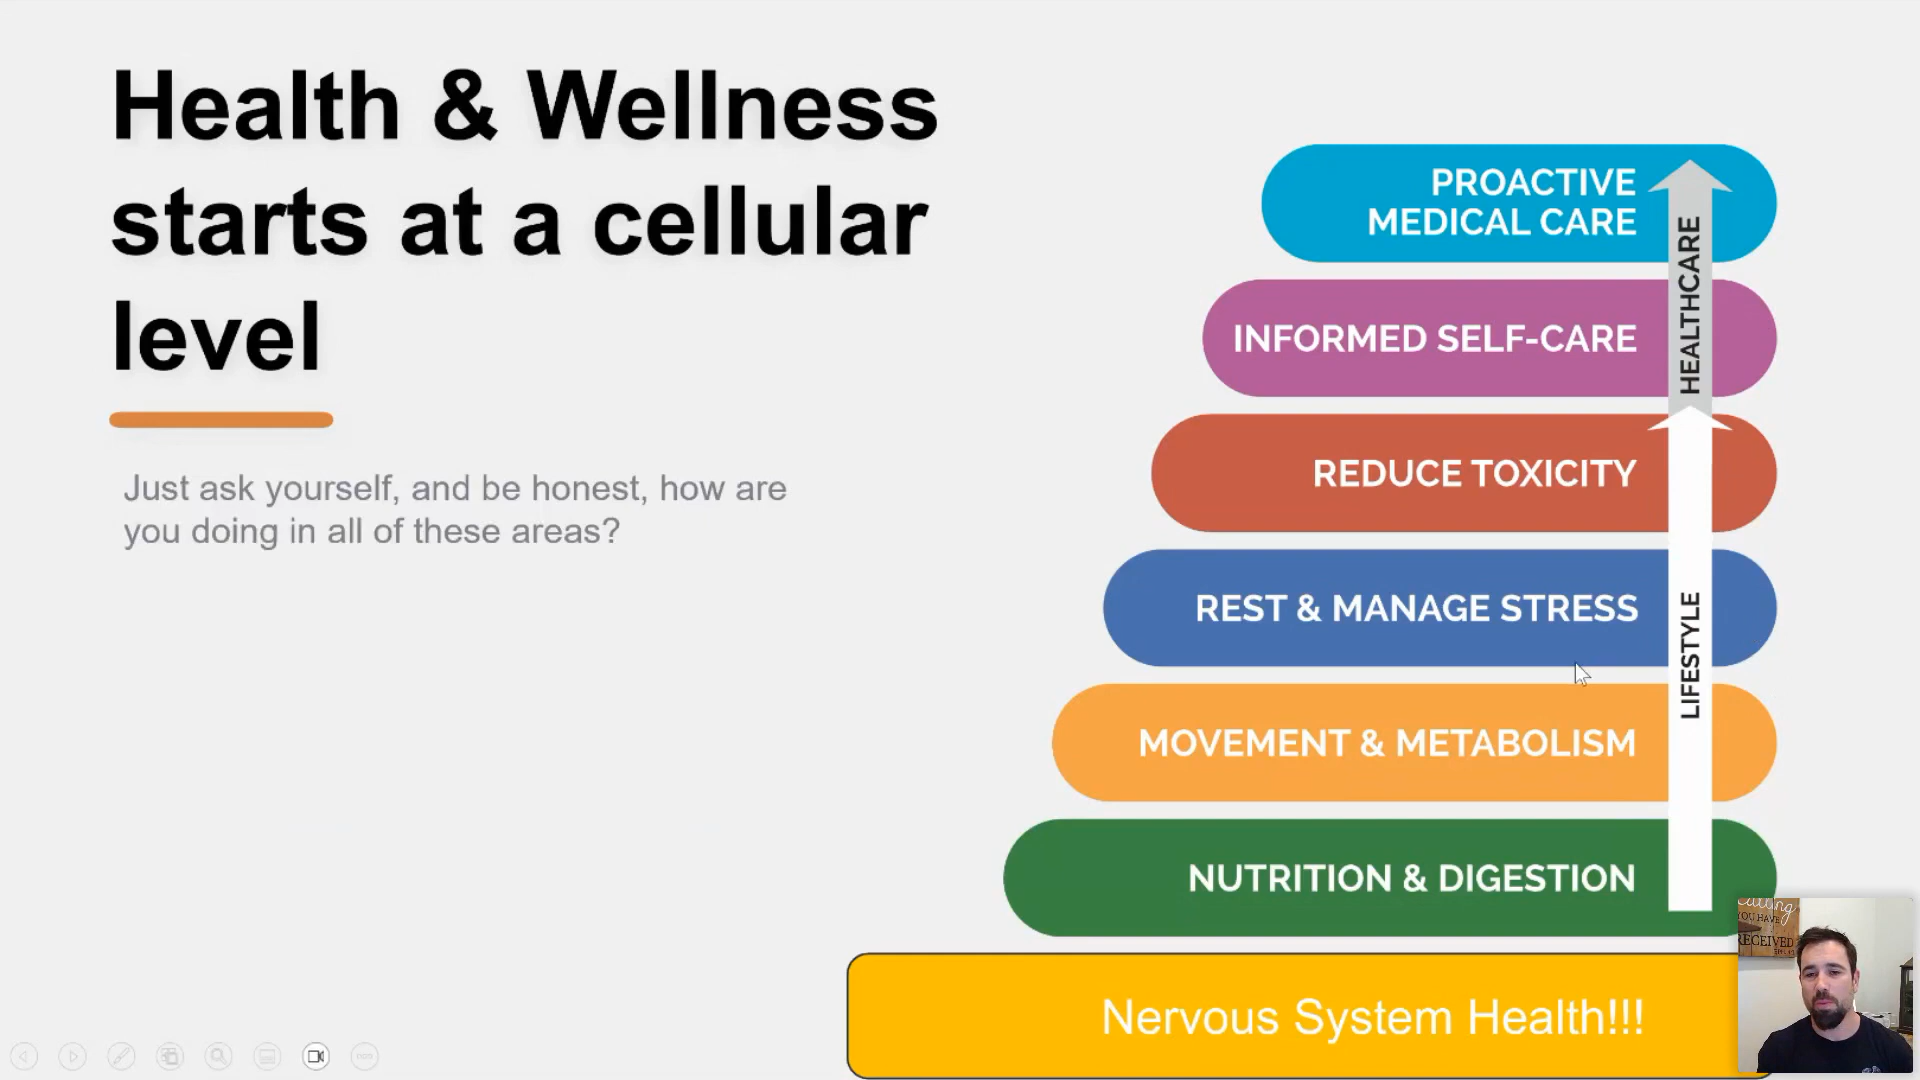 Health & Wellness
starts at a cellular
level
Just ask yourself, and be honest, how are
you doing in all of these areas?
PROACTIVE
MEDICAL CARE
INFORMED SELF-CARE
REDUCE TOXICITY
REST & MANAGE STRESS
MOVEMENT & METABOLISM
NUTRITION & DIGESTION
HEALTHCARE
LIFESTYLE
Nervous System Health!!!
YOU HAVE
RECEIVED